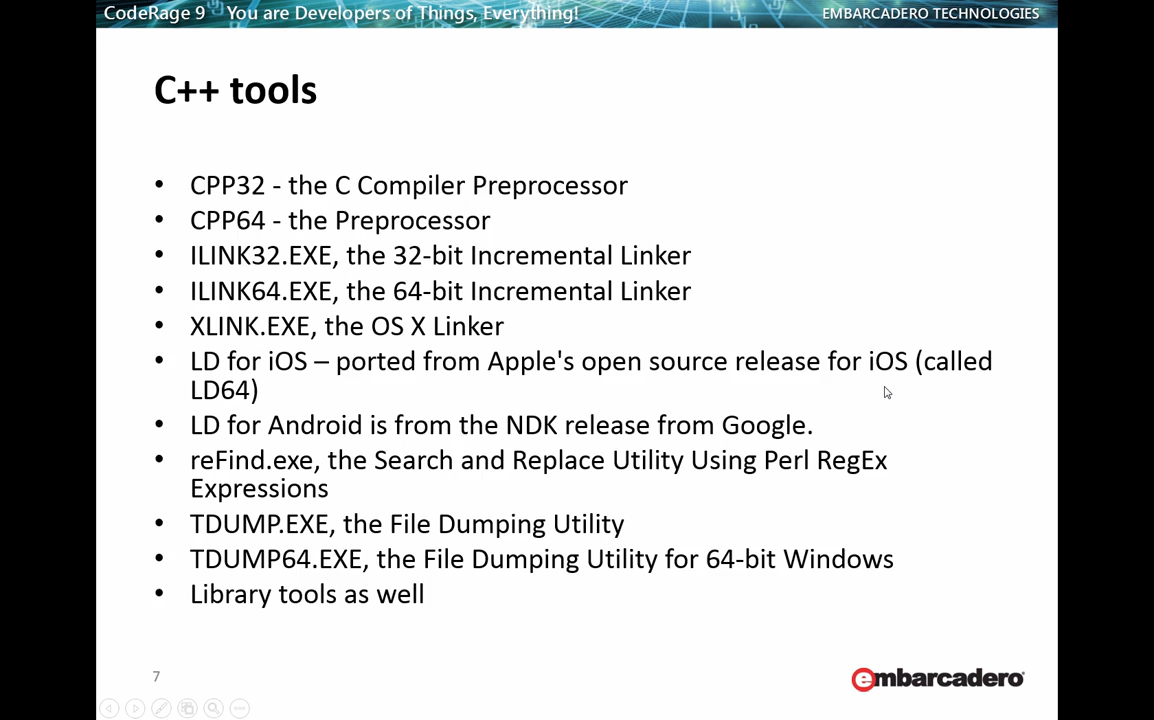 CodeRage 9 You are Developers of Things, Everything! EMBARCADERO TECHNOLOGIES
C++ tools
• CPP32 - the C Compiler Preprocessor
• CPP64 - the Preprocessor
• ILINK32.EXE, the 32-bit Incremental Linker
• ILINK64.EXE, the 64-bit Incremental Linker
• XLINK.EXE, the OS X Linker
• LD for iOS – ported from Apple's open source release for iOS (called
LD64)
• LD for Android is from the NDK release from Google.
• reFind.exe, the Search and Replace Utility Using Perl RegEx
Expressions
• TDUMP.EXE, the File Dumping Utility
• TDUMP64.EXE, the File Dumping Utility for 64-bit Windows
• Library tools as well
7
embarcadero